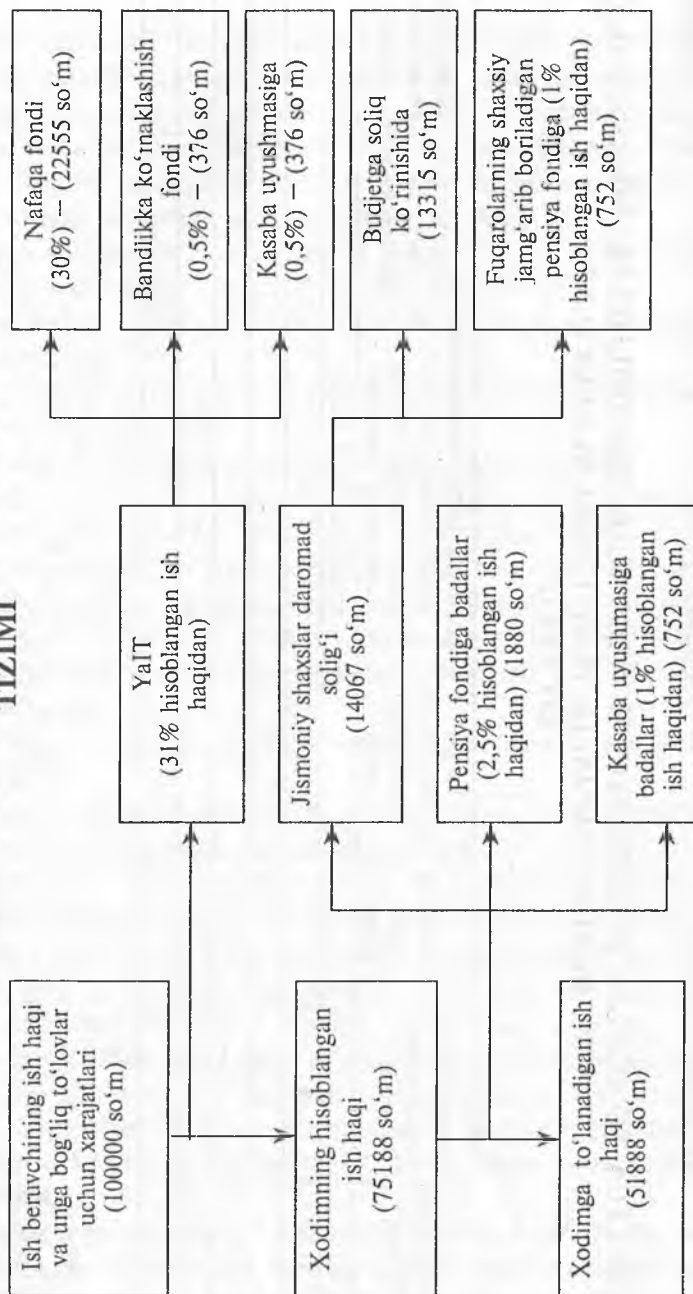 TIZIMI
Ish beruvchining ish haqi
va unga bog'liq to'lovlar
uchun xarajatlari
(100000 so'm)
Xodimning hisoblangan
ish haqi
(75188 so'm)
Xodimga to'lanadigan ish
haqi
(51888 so'm)
YaIT
(31% hisoblangan ish
haqidan)
Jismoniy shaxslar daromad
solig'i
(14067 so'm)
Pensiya fondiga badallar
(2,5% hisoblangan ish
haqidan) (1880 so'm)
Kasaba uyushmasiga
badallar (1% hisoblangan
ish haqidan) (752 so'm)
Nafaqa fondi
(30%) — (22555 so'm)
Bandlikka ko'maklashish
fondi
(0,5%) — (376 so'm)
Kasaba uyushmasiga
(0,5%) — (376 so'm)
Budjetga soliq
ko'rinishida
(13315 so'm)
Fuqarolarning shaxsiy
jamg'arib boriladigan
pensiya fondiga (1%
hisoblangan ish haqidan)
(752 so'm)